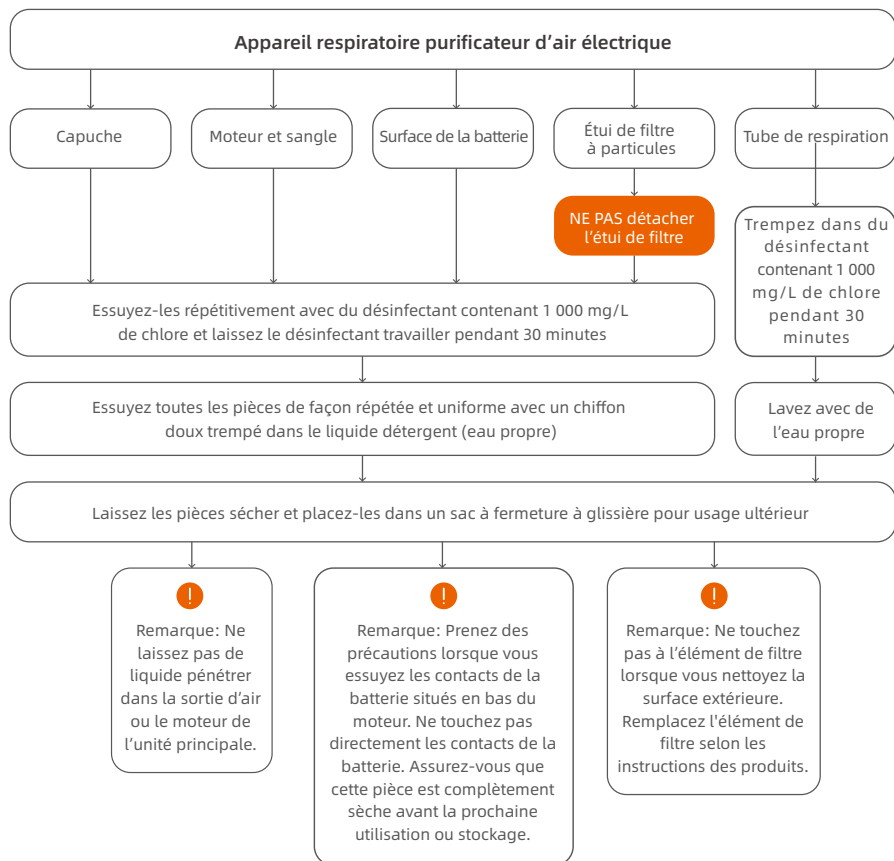 Appareil respiratoire purificateur d'air électrique
Capuche
Moteur et sangle
Surface de la batterie
Étui de filtre
à particules
Tube de respiration
NE PAS détacher
l'étui de filtre
Trempez dans du
désinfectant
contenant 1 000
mg/L de chlore
pendant 30
minutes
Essuyez-les répétitivement avec du désinfectant contenant 1 000 mg/L
de chlore et laissez le désinfectant travailler pendant 30 minutes
Essuyez toutes les pièces de façon répétée et uniforme avec un chiffon
doux trempé dans le liquide détergent (eau propre)
Lavez avec de
l'eau propre
Laissez les pièces sécher et placez-les dans un sac à fermeture à glissière pour usage ultérieur
!
Remarque: Ne
laissez pas de
liquide pénétrer
dans la sortie d'air
ou le moteur de
l'unité principale.
!
Remarque: Prenez des
précautions lorsque vous
essuyez les contacts de la
batterie situés en bas du
moteur. Ne touchez pas
directement les contacts de la
batterie. Assurez-vous que
cette pièce est complètement
sèche avant la prochaine
utilisation ou stockage.
!
Remarque: Ne touchez
pas à l'élément de filtre
lorsque vous nettoyez la
surface extérieure.
Remplacez l'élément de
filtre selon les
instructions des produits.